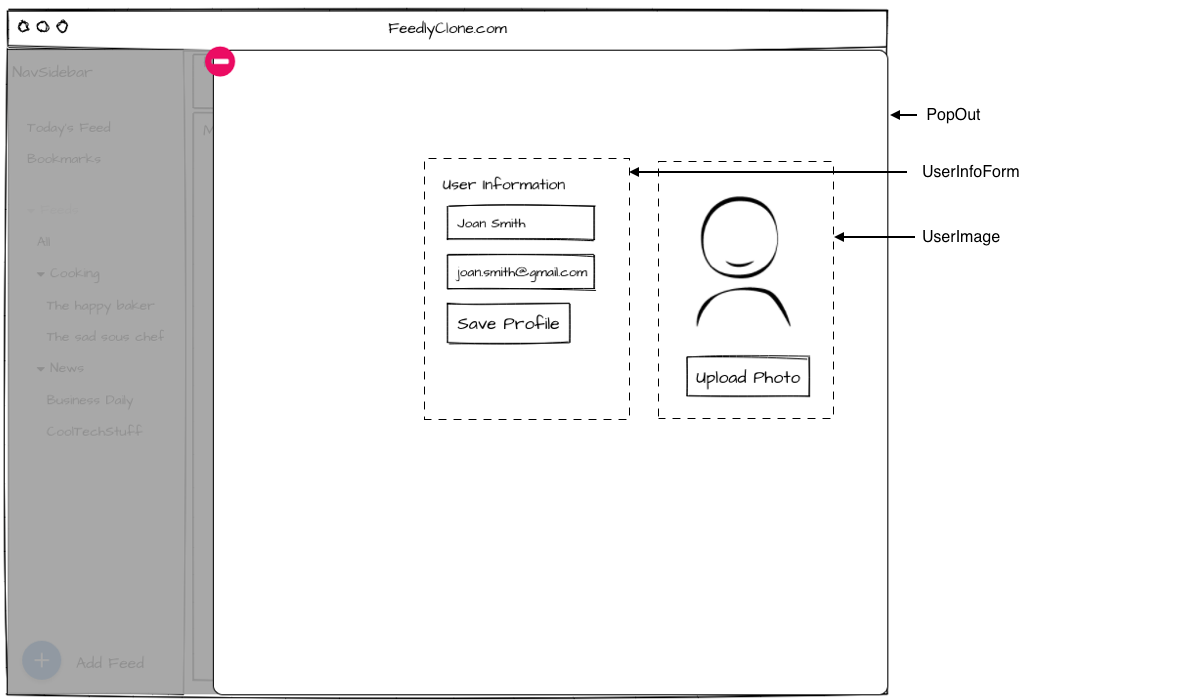 FeedlyClone.com
NavSidebar
Today's Feed
Bookmarks
All
Cooking
The happy baker
The sad sous chef
News
Business Daily
CoolTechStuff
Add Feed
M
User Information
Joan Smith
joan.smith@gmail.com
Save Profile
Upload Photo
PopOut
UserInfoForm
UserImage